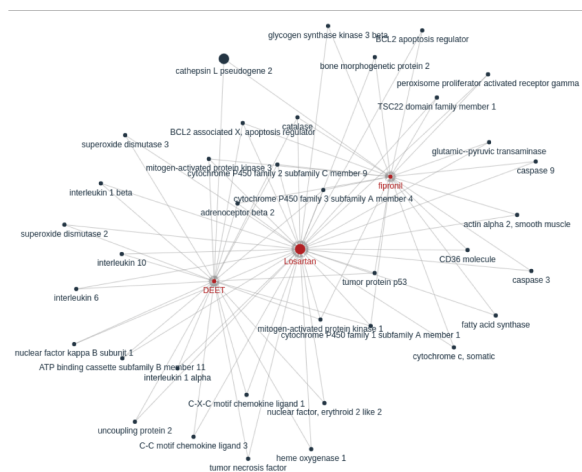 glycogen synthase kinase 3 beta
BCL2 apoptosis regulator
bone morphogenetic protein 2
cathepsin L pseudogene 2
peroxisome proliferator activated receptor gamma
TSC22 domain family member 1
catalase
BCL2 associated X, apoptosis regulator
superoxide dismutase 3
glutamic--pyruvic transaminase
mitogen-activated protein kinase 3
cytochrome P450 family 2 subfamily C member 9
caspase 9
fipronil
interleukin 1 beta
cytochrome P450 family 3 subfamily A member 4
adrenoceptor beta 2
actin alpha 2, smooth muscle
superoxide dismutase 2
interleukin 10
Losartan
CD36 molecule
caspase 3
tumor protein p53
DEET
interleukin 6
fatty acid synthase
mitogen-activated protein kinase 1
cytochrome P450 family 1 subfamily A member 1
nuclear factor kappa B subunit 1
cytochrome c, somatic
ATP binding cassette subfamily B member 11
interleukin 1 alpha
C-X-C motif chemokine ligand 1
nuclear factor, erythroid 2 like 2
uncoupling protein 2
C-C motif chemokine ligand 3
heme oxygenase 1
tumor necrosis factor